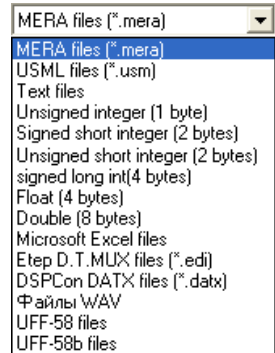 MERA files (*.mera)
MERA files (*.mera)
USML files (*.usm)
Text files
Unsigned integer (1 byte)
Signed short integer (2 bytes)
Unsigned short integer (2 bytes)
signed long int(4 bytes)
Float (4 bytes)
Double (8 bytes)
Microsoft Excel files
Etep D.T.MUX files (*.edi)
DSPCon DATX files (*.datx)
Файлы WAV
UFF-58 files
UFF-58b files